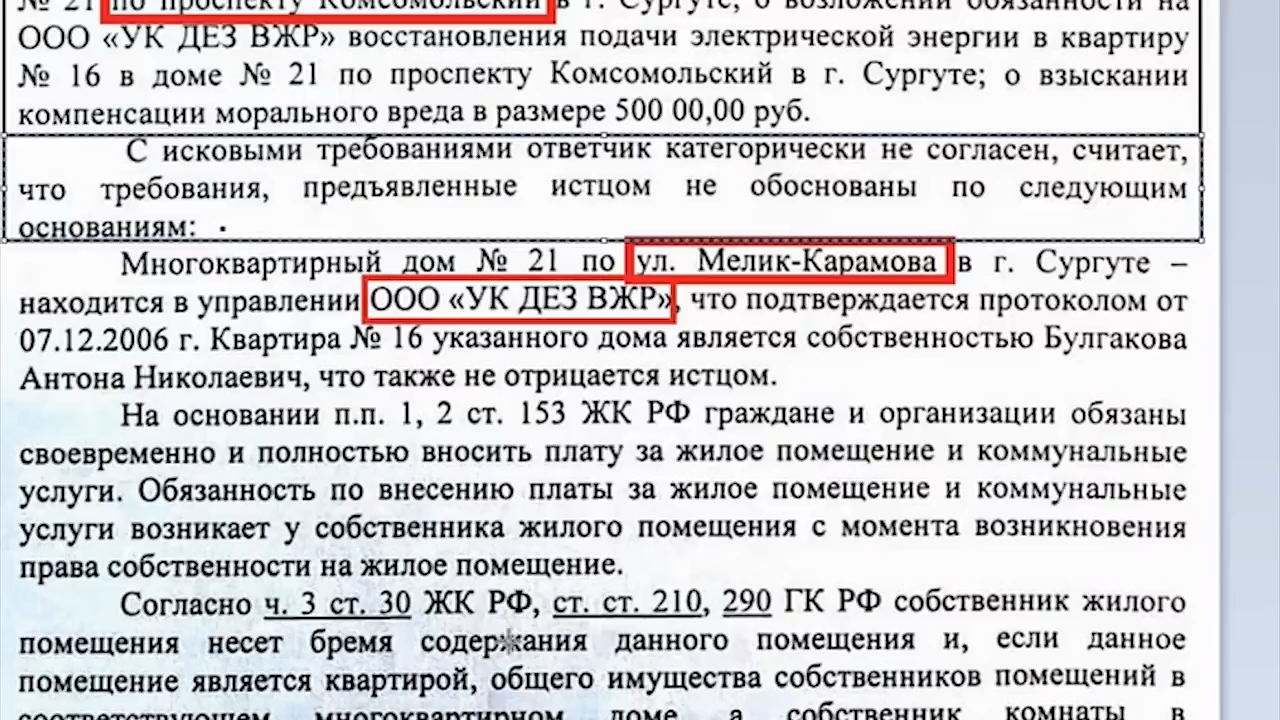 № 21 по проспекту Комсомольский в г. Сургуте; о возложении обязанности на
ООО «УК ДЕЗ ВЖР» восстановления подачи электрической энергии в квартиру
№ 16 в доме № 21 по проспекту Комсомольский в г. Сургуте; о взыскании
компенсации морального вреда в размере 500 00,00 руб.
С исковыми требованиями ответчик категорически не согласен, считает,
что требования, предъявленные истцом не обоснованы по следующим
основаниям:
Многоквартирный дом № 21 по ул. Мелик-Карамова в г. Сургуте –
находится в управлении ООО «УК ДЕЗ ВЖР», что подтверждается протоколом от
07.12.2006 г. Квартира № 16 указанного дома является собственностью Булгакова
Антона Николаевич, что также не отрицается истцом.
На основании п.п. 1, 2 ст. 153 ЖК РФ граждане и организации обязаны
своевременно и полностью вносить плату за жилое помещение и коммунальные
услуги. Обязанность по внесению платы за жилое помещение и коммунальные
услуги возникает у собственника жилого помещения с момента возникновения
права собственности на жилое помещение.
Согласно ч. 3 ст. 30 ЖК РФ, ст. ст. 210, 290 ГК РФ собственник жилого
помещения несет бремя содержания данного помещения и, если данное
помещение является квартирой, общего имущества собственников помещений в
соответствующем многоквартирном доме, а собственник комнаты в